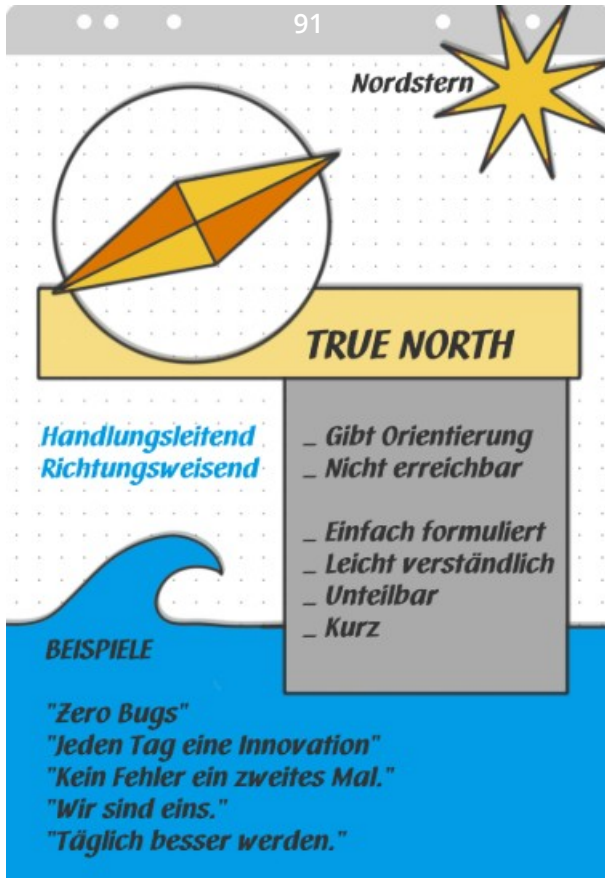 91
Nordstern
TRUE NORTH
Handlungsleitend
Richtungsweisend
_ Gibt Orientierung
_ Nicht erreichbar
_ Einfach formuliert
_ Leicht verständlich
_ Unteilbar
_ Kurz
BEISPIELE
"Zero Bugs"
"Jeden Tag eine Innovation"
"Kein Fehler ein zweites Mal."
"Wir sind eins."
"Täglich besser werden."